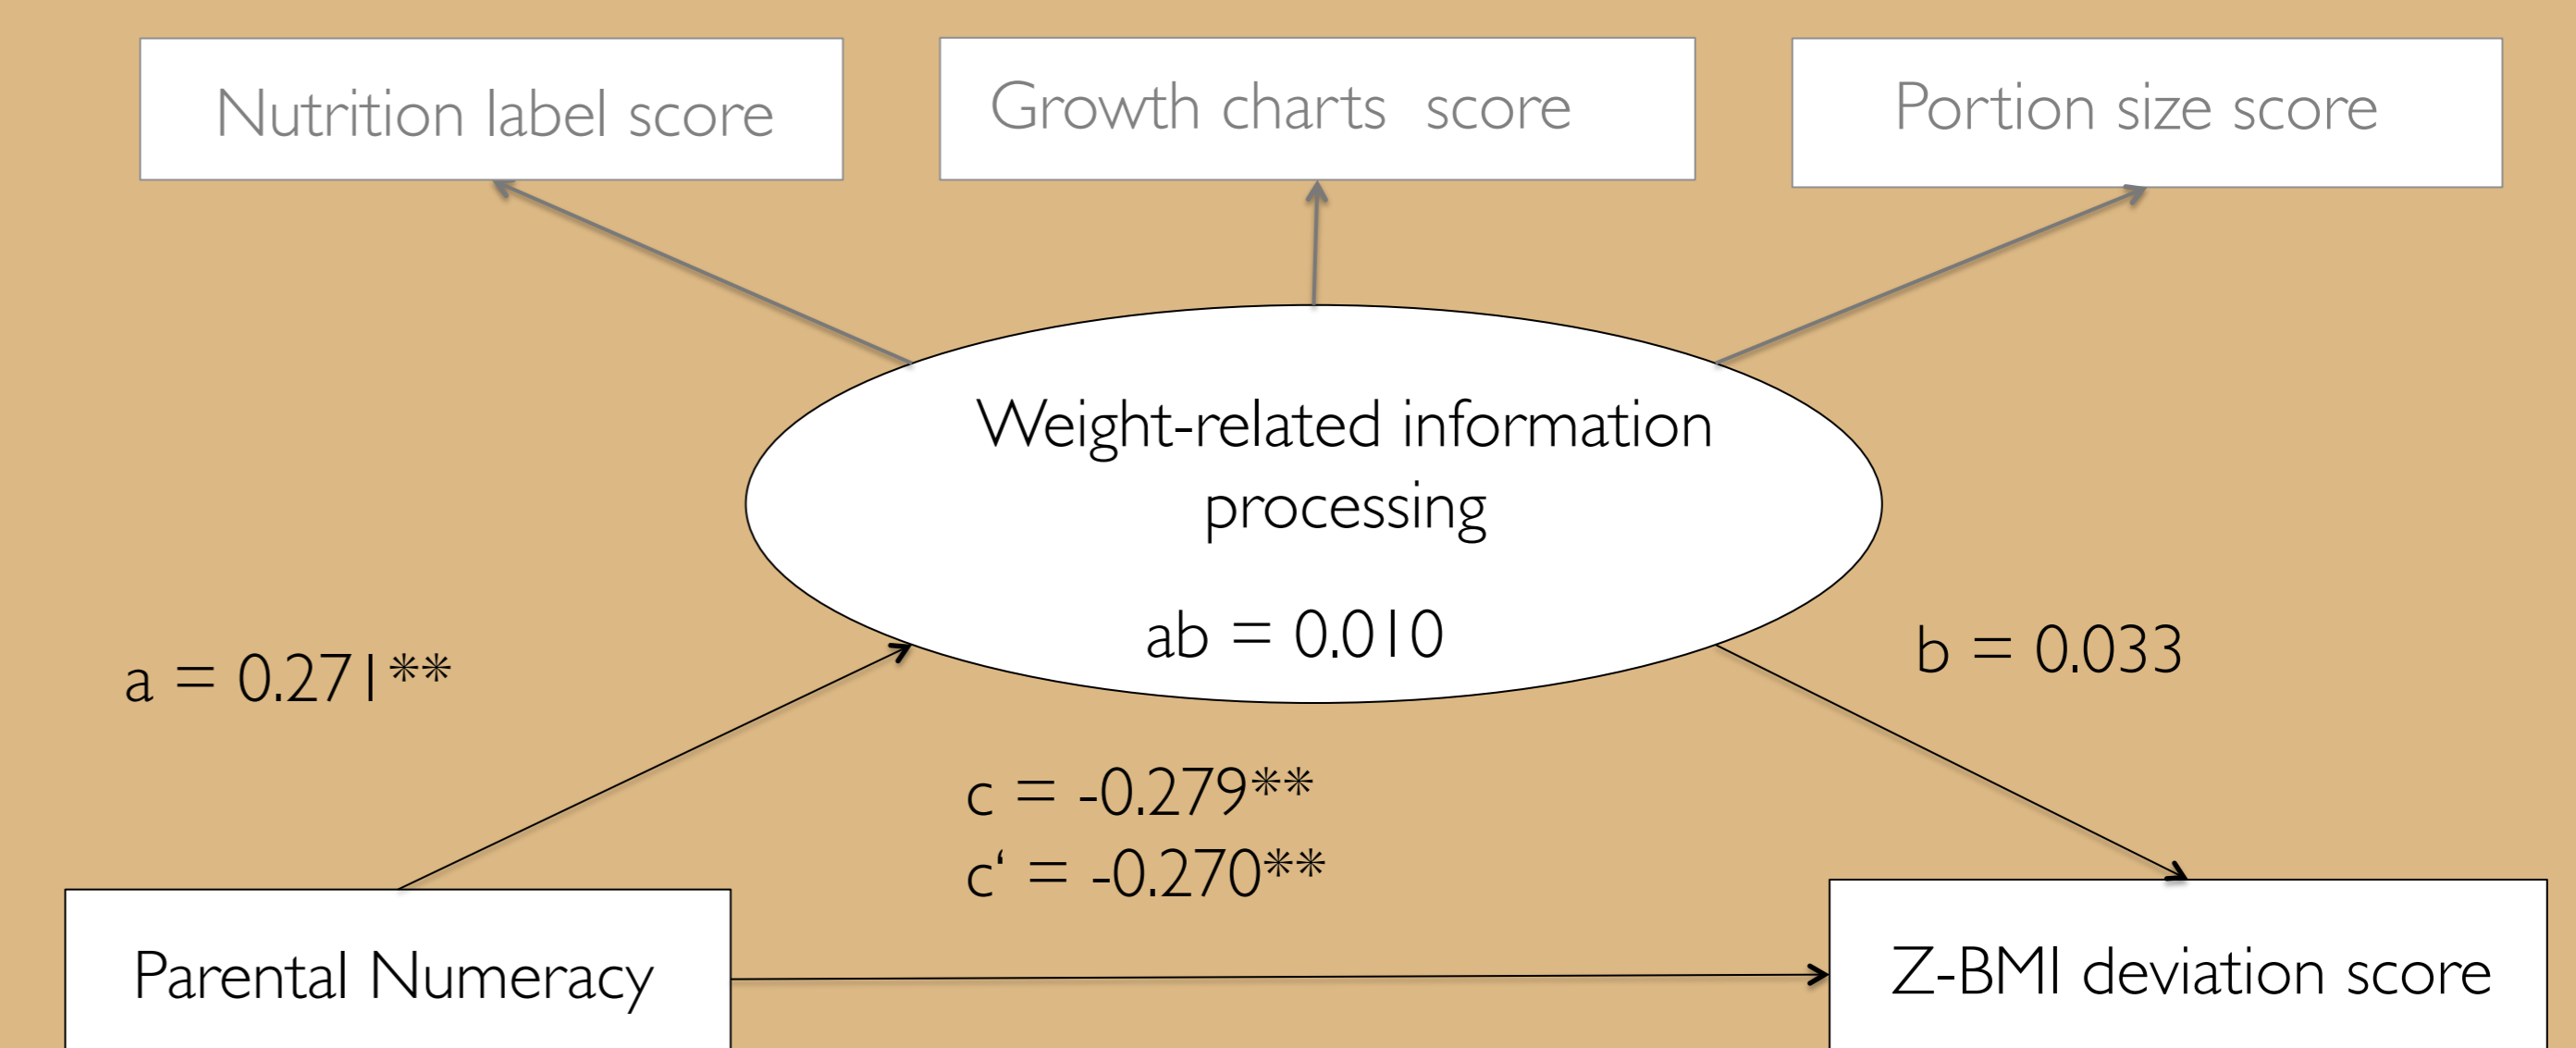 Nutrition label score
Growth charts  score
Portion size score
Weight-related information
processing
ab = 0.010
a = 0.271**
b = 0.033
c = -0.279**
c‘ = -0.270**
Parental Numeracy
Z-BMI deviation score